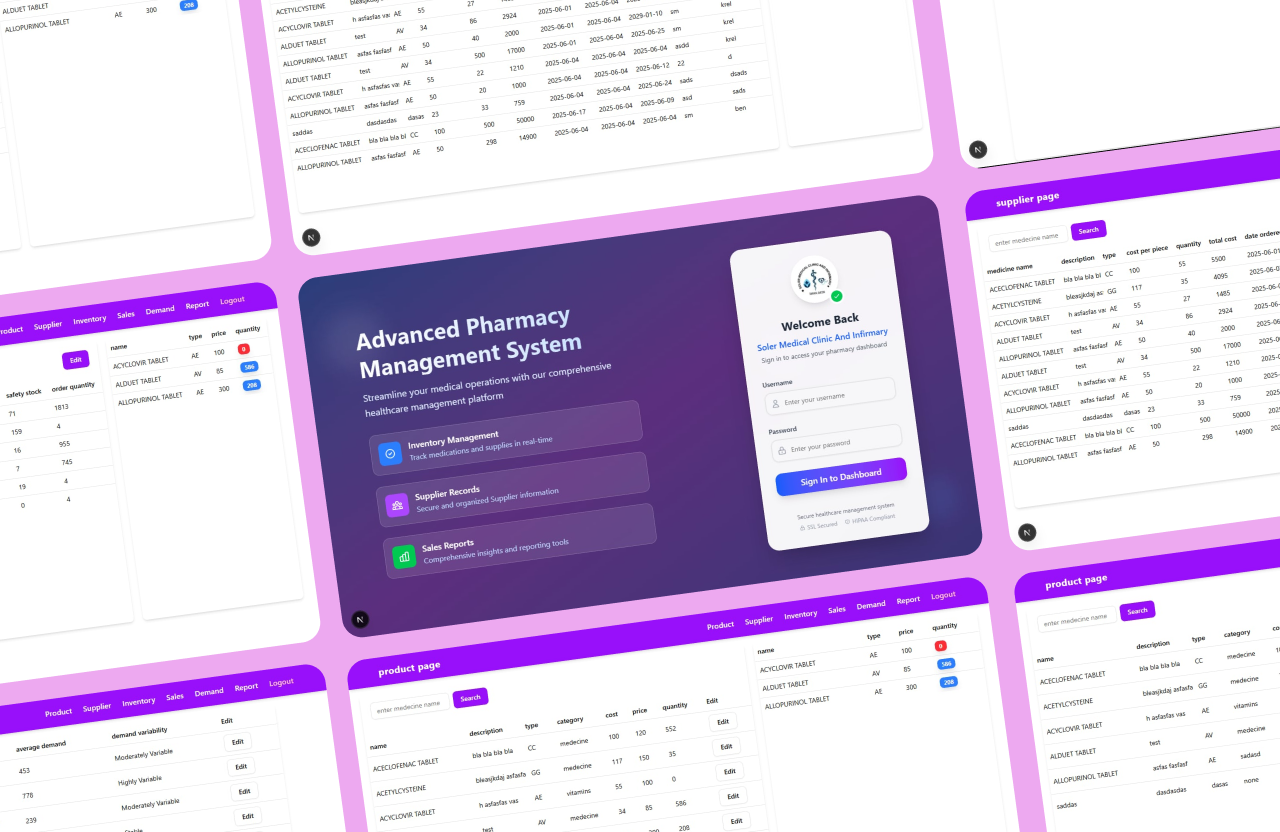 ALLOPURINOL TABLET AE 300 208
ACETYLCYSTEINE
ACYCLOVIR TABLET h asfasfas vas AE 55 27
ALDUET TABLET test AV 34 86 2924 2025-06-01
ALLOPURINOL TABLET asfas fasfasf AE 50 40 2000 2025-06-01 2029-01-10 sm krel
ALDUET TABLET test AV 34 500 17000 2025-06-01 2025-06-04 2025-06-25 sm krel
ACYCLOVIR TABLET h asfasfas vas AE 55 22 1210 2025-06-04 2025-06-04 2025-06-04 asdd krel
ALLOPURINOL TABLET asfas fasfasf AE 50 20 1000 2025-06-04 2025-06-04 2025-06-12 22 d
saddas dasdasdas dasas 23 33 759 2025-06-04 2025-06-04 2025-06-24 sads dsads
ACECLOFENAC TABLET bla bla bla bl CC 100 500 50000 2025-06-17 2025-06-04 2025-06-09 asd sads
ALLOPURINOL TABLET asfas fasfasf AE 50 298 14900 2025-06-04 2025-06-04 2025-06-04 sm ben
N
N
Product Supplier Inventory Sales Demand Report Logout
Edit
safety stock order quantity
71 1813
159 4
16 955
7 745
19 4
0 4
name type price quantity
ACYCLOVIR TABLET AE 100 0
ALDUET TABLET AV 85 586
ALLOPURINOL TABLET AE 300 208
Advanced Pharmacy
Management System
Streamline your medical operations with our comprehensive
healthcare management platform
Inventory Management
Track medications and supplies in real-time
Supplier Records
Secure and organized Supplier information
Sales Reports
Comprehensive insights and reporting tools
N
Welcome Back
Soler Medical Clinic And Infirmary
Sign in to access your pharmacy dashboard
Username
Enter your username
Password
Enter your password
Sign In to Dashboard
Secure healthcare management system
SSL Secured HIPAA Compliant
supplier page
enter medecine name Search
medicine name description type cost per piece quantity total cost date ordered
ACECLOFENAC TABLET bla bla bla bl CC 100 55 5500 2025-06-01
ACETYLCYSTEINE bleasjkdaj as GG 117 35 4095 2025-06-
ACYCLOVIR TABLET h asfasfas vas AE 55 27 1485 2025-06-
ALDUET TABLET test AV 34 86 2924 2025-06-
ALLOPURINOL TABLET asfas fasfasf AE 50 40 2000 2025-06-
ALDUET TABLET test AV 34 500 17000 2025-06-
ACYCLOVIR TABLET h asfasfas vas AE 55 22 1210 2025-06
ALLOPURINOL TABLET asfas fasfasf AE 50 20 1000 2025-0
saddas dasdasdas dasas 23 33 759 2025-0
ACECLOFENAC TABLET bla bla bla bl CC 100 500 50000 2025-
ALLOPURINOL TABLET asfas fasfasf AE 50 298 14900 202
N
Product Supplier Inventory Sales Demand Report Logout
average demand demand variability Edit
453 Moderately Variable Edit
778 Highly Variable Edit
239 Moderately Variable Edit
Edit
product page
Product Supplier Inventory Sales Demand Report Logout
enter medecine name Search
name description type category cost price quantity Edit
ACECLOFENAC TABLET bla bla bla bla CC medecine 100 120 552 Edit
ACETYLCYSTEINE bleasjkdaj asfasfa GG medecine 117 150 35 Edit
ACYCLOVIR TABLET h asfasfas vas AE vitamins 55 100 0 Edit
test AV medecine 34 85 586 Edit
208
name type price quantity
ACYCLOVIR TABLET AE 100 0
ALDUET TABLET AV 85 586
ALLOPURINOL TABLET AE 300 208
product page
enter medecine name Search
name description type category
ACECLOFENAC TABLET bla bla bla bla CC medecine
ACETYLCYSTEINE bleasjkdaj asfasfa GG medecine
ACYCLOVIR TABLET h asfasfas vas AE vitamins
ALDUET TABLET test AV medecine
ALLOPURINOL TABLET asfas fasfasf AE sadasd
saddas dasdasdas dasas none